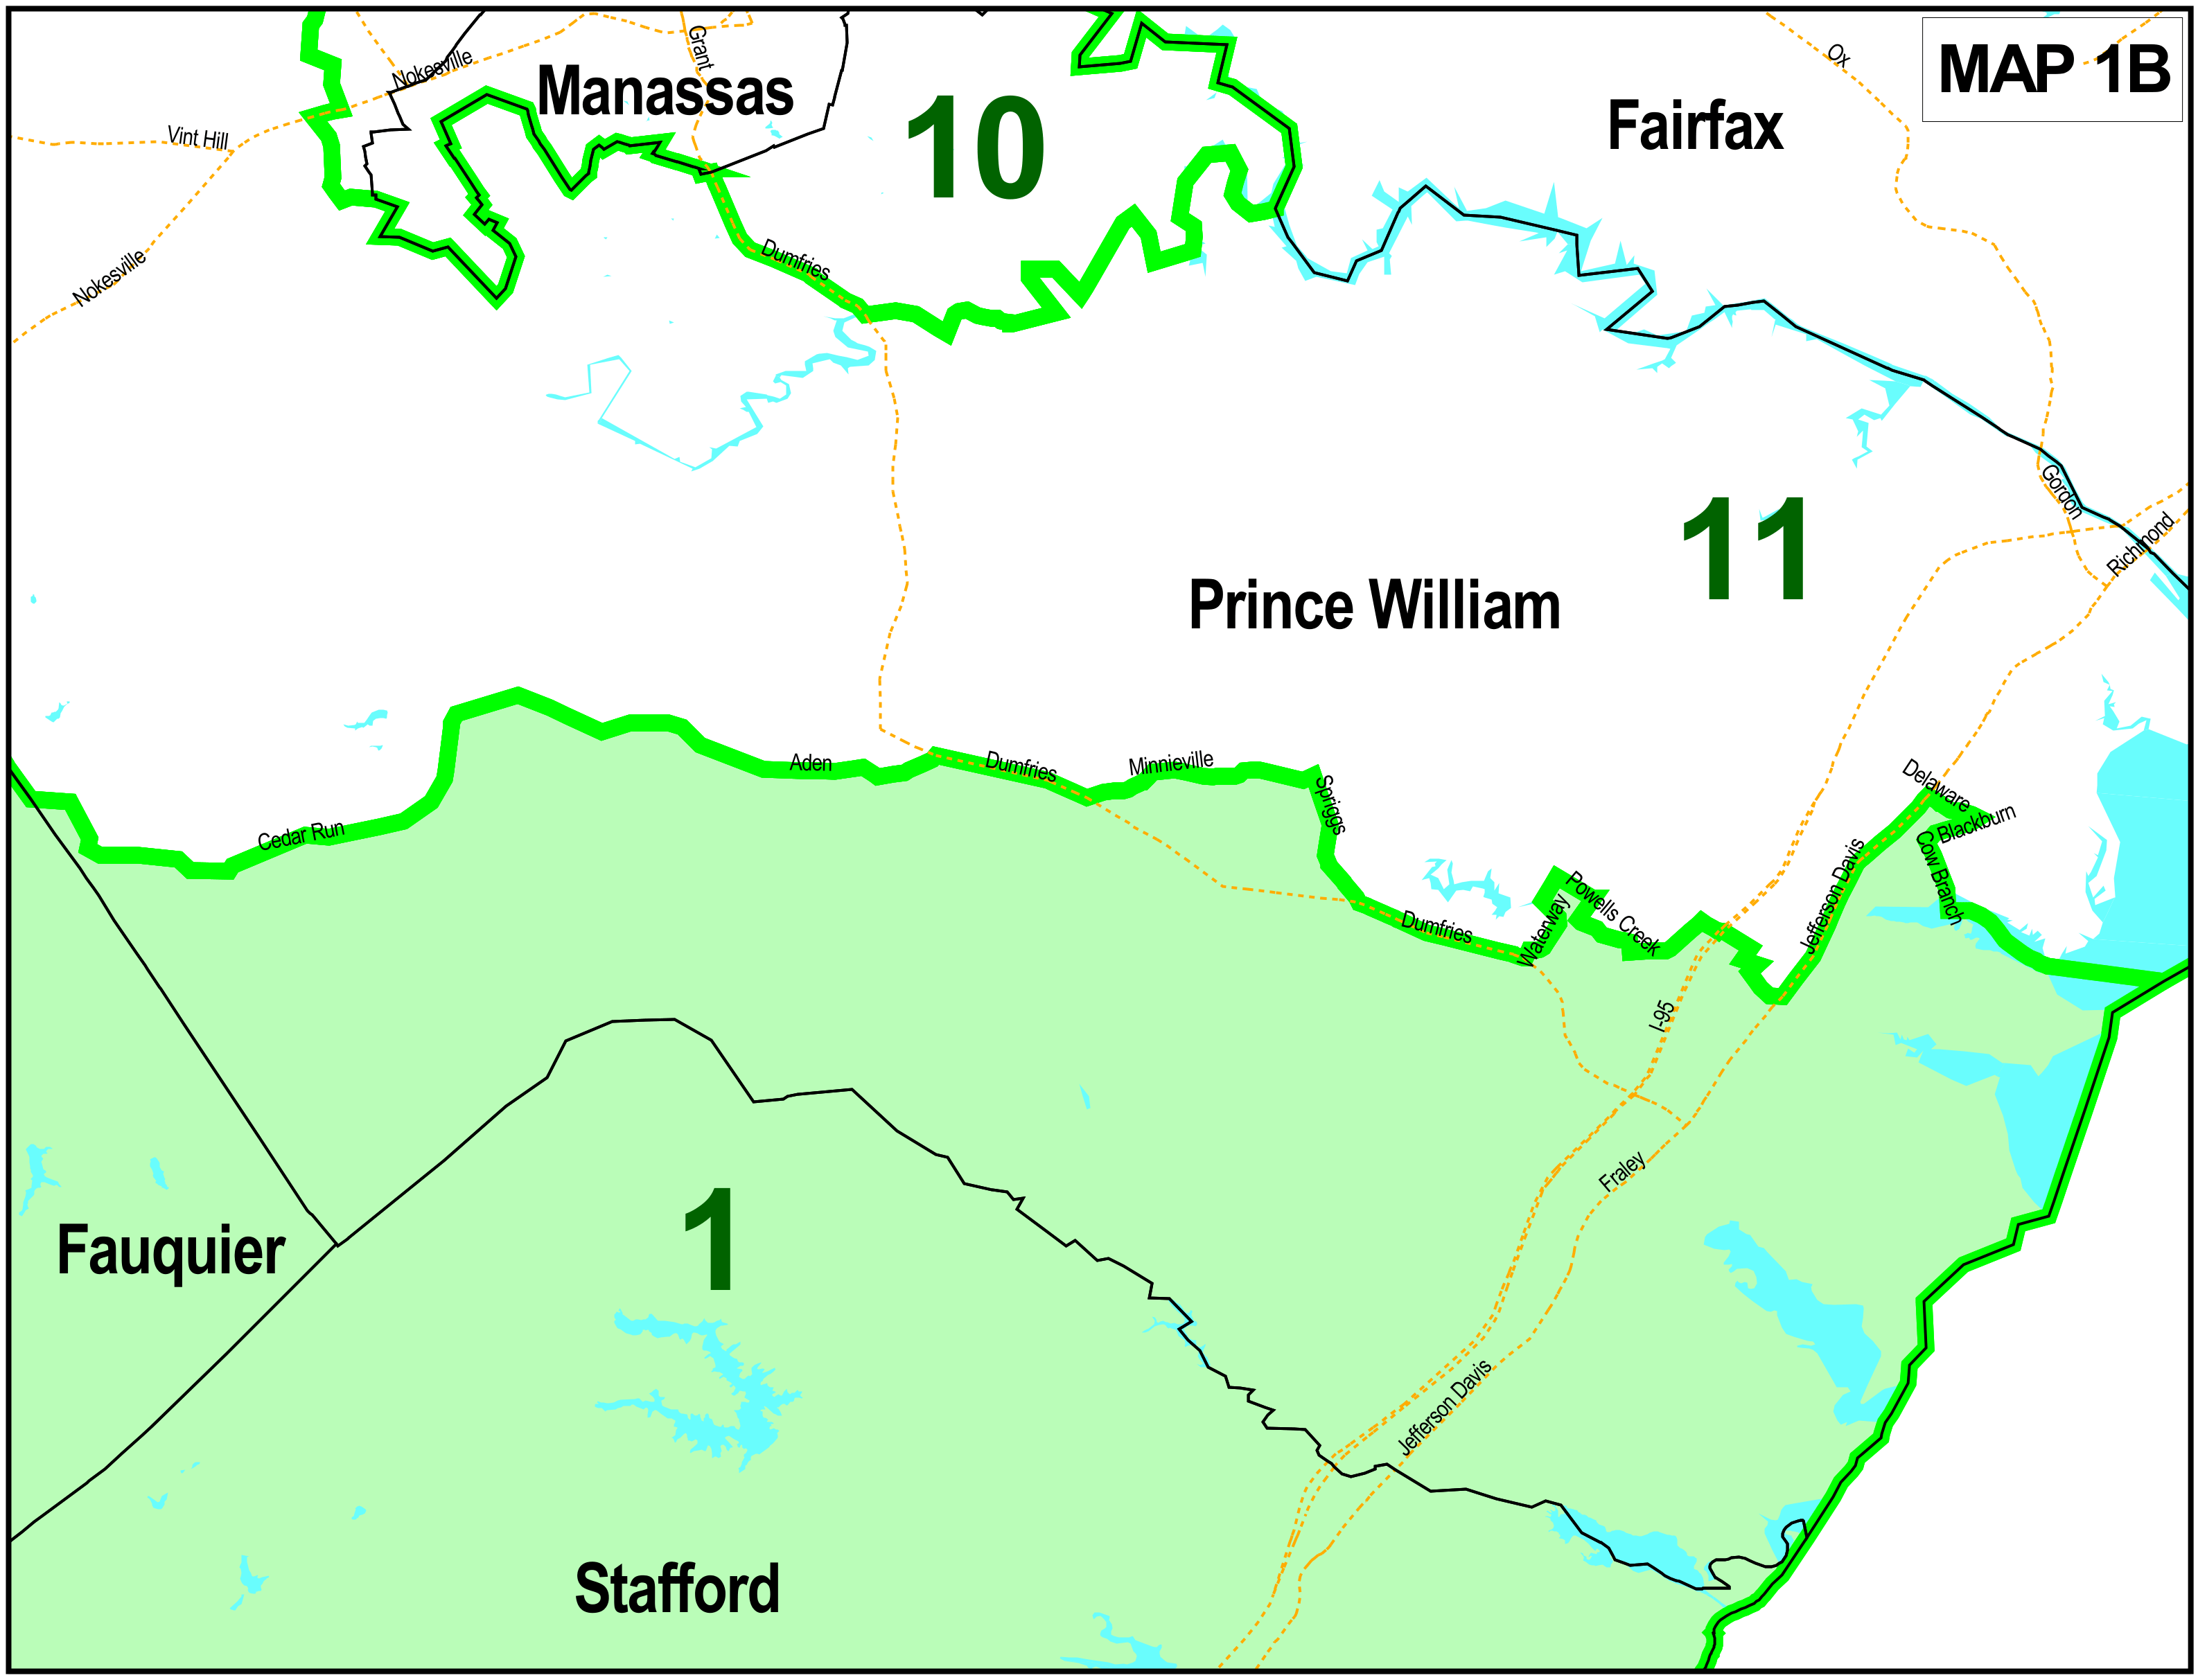 MAP 1B
Ox
Grant
Nokesville
Manassas
10
Fairfax
Vint Hill
Nokesville
Dumfries
Gordon
11
Richmond
Prince William
Aden
Dumfries
Minnieville
Spriggs
Delaware
Blackburn
Cedar Run
Cow Branch
Jefferson Davis
Powells Creek
Waterway
Dumfries
I-95
Fraley
1
Fauquier
Jefferson Davis
Stafford